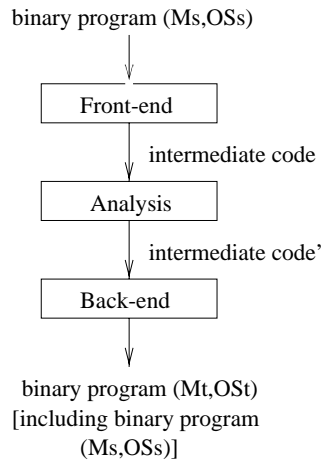 binary program (Ms,OSs)
Front-end
intermediate code
Analysis
intermediate code'
Back-end
binary program (Mt,OSt)
[including binary program
(Ms,OSs)]